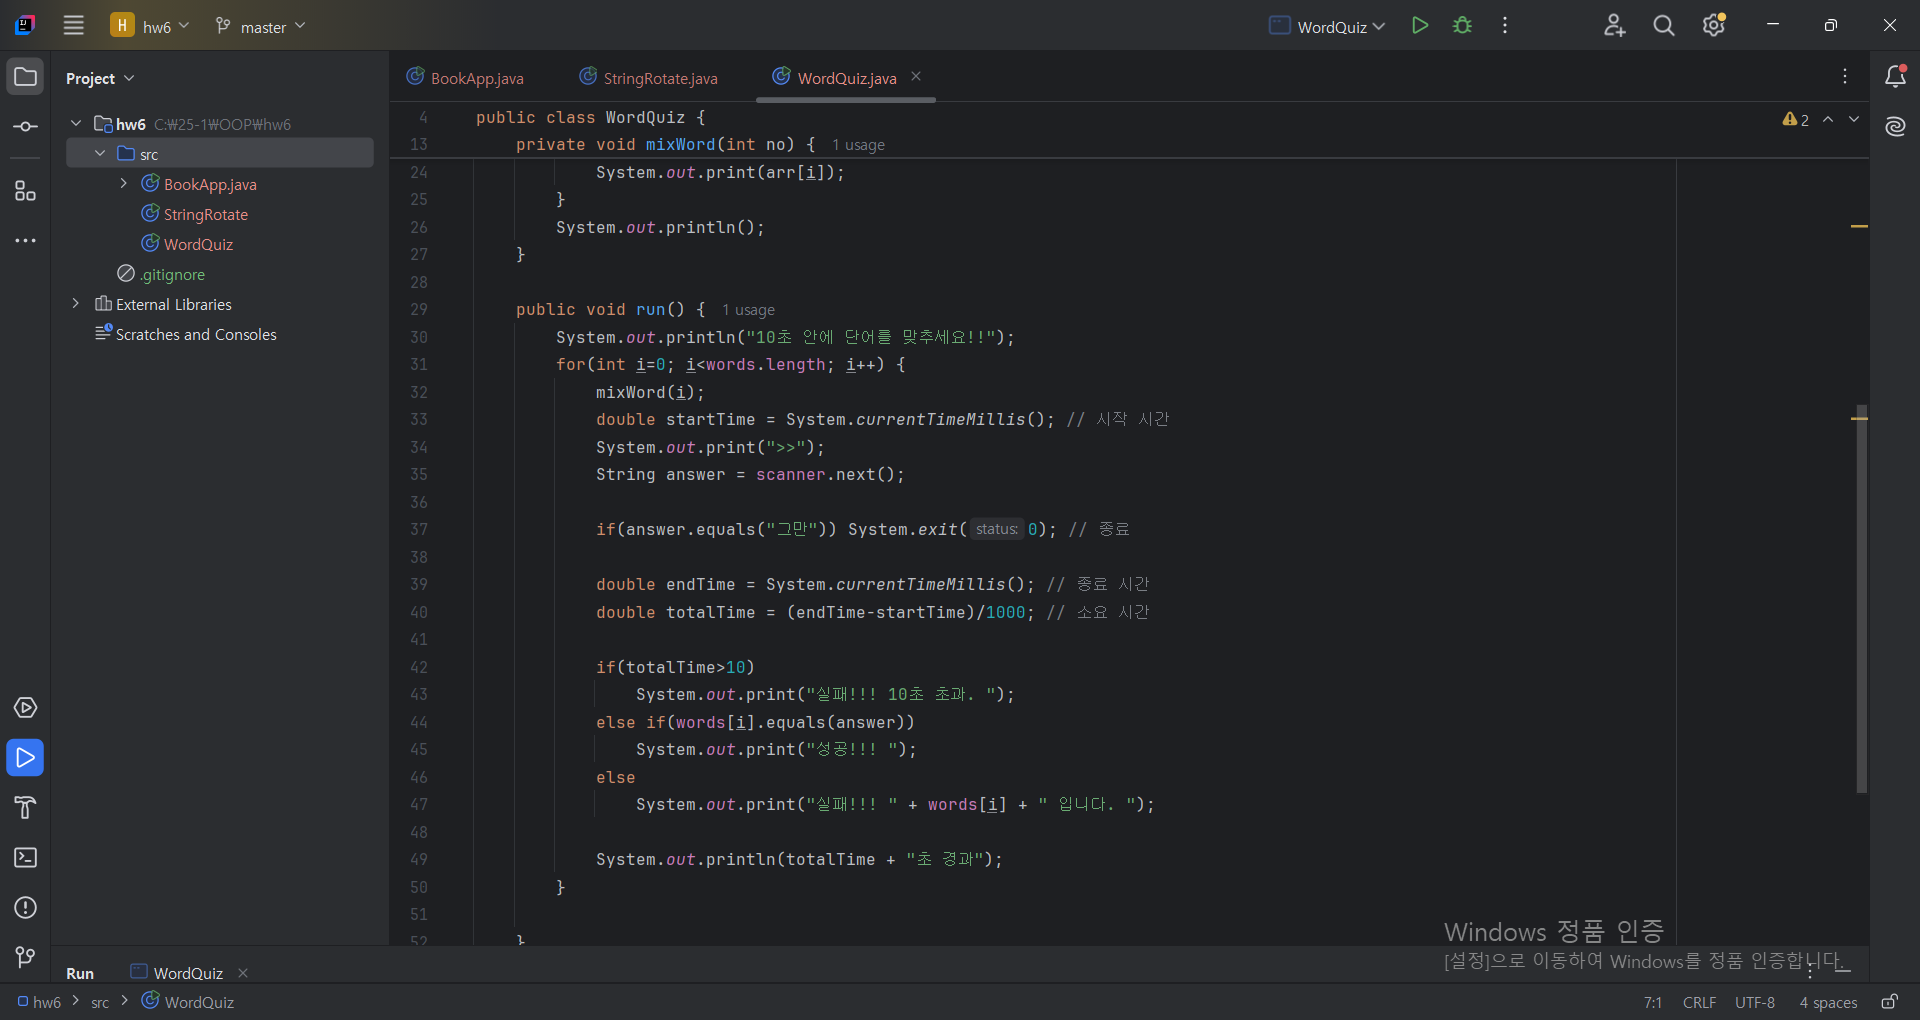 H hw6 master WordQuiz
Project
BookApp.java StringRotate.java WordQuiz.java
hw6 C:₩25-1₩OOP₩hw6
src
BookApp.java
StringRotate
WordQuiz
.gitignore
External Libraries
Scratches and Consoles
4 public class WordQuiz { 2
13 private void mixWord(int no) { 1 usage
24 System.out.print(arr[i]);
25 }
26 System.out.println();
27 }
28
29 public void run() { 1 usage
30 System.out.println("10초 안에 단어를 맞추세요!!");
31 for(int i=0; i<words.length; i++) {
32 mixWord(i);
33 double startTime = System.currentTimeMillis(); // 시작 시간
34 System.out.print(">>");
35 String answer = scanner.next();
36
37 if(answer.equals("그만")) System.exit( status: 0); // 종료
38
39 double endTime = System.currentTimeMillis(); // 종료 시간
40 double totalTime = (endTime-startTime)/1000; // 소요 시간
41
42 if(totalTime>10)
43 System.out.print("실패!!! 10초 초과. ");
44 else if(words[i].equals(answer))
45 System.out.print("성공!!! ");
46 else
47 System.out.print("실패!!! " + words[i] + " 입니다. ");
48
49 System.out.println(totalTime + "초 경과");
50 }
51
52 }
Windows 정품 인증
[설정]으로 이동하여 Windows를 정품 인증합니다.
Run WordQuiz
hw6 src WordQuiz 7:1 CRLF UTF-8 4 spaces